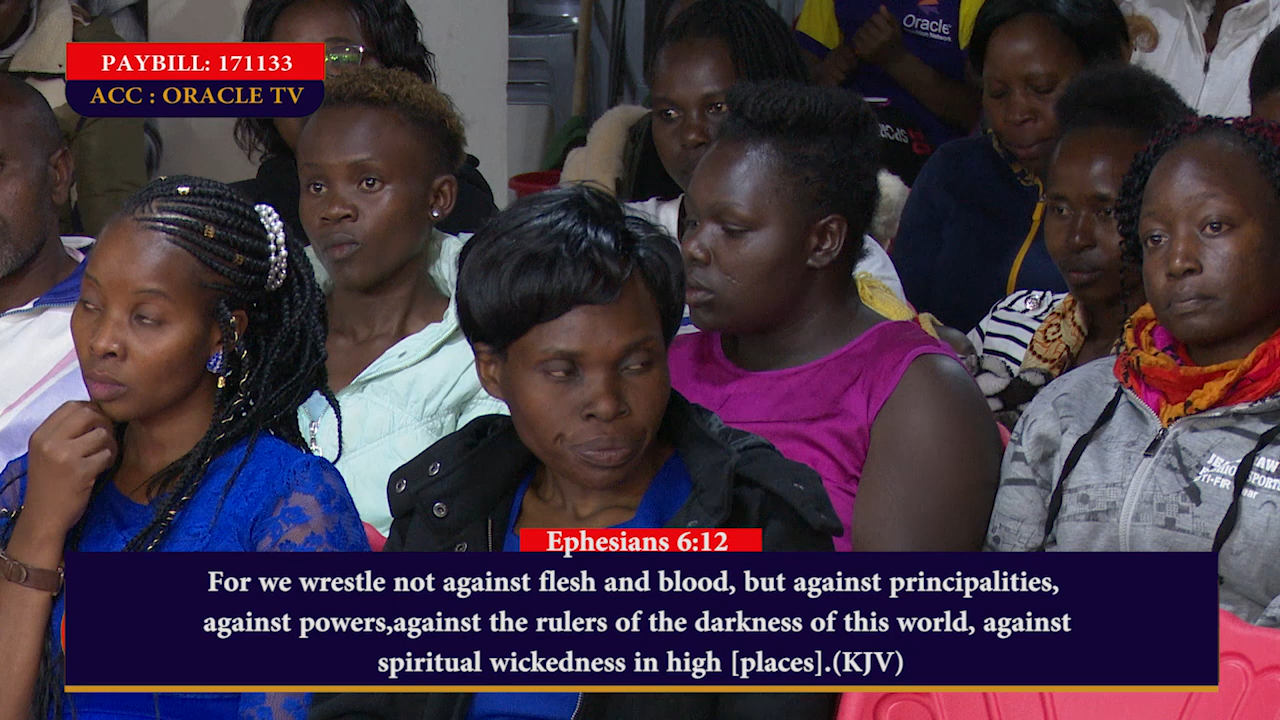 PAYBILL: 171133
ACC : ORACLE TV
Oracle
Network
Ephesians 6:12
For we wrestle not against flesh and blood, but against principalities,
against powers,against the rulers of the darkness of this world, against
spiritual wickedness in high [places].(KJV)